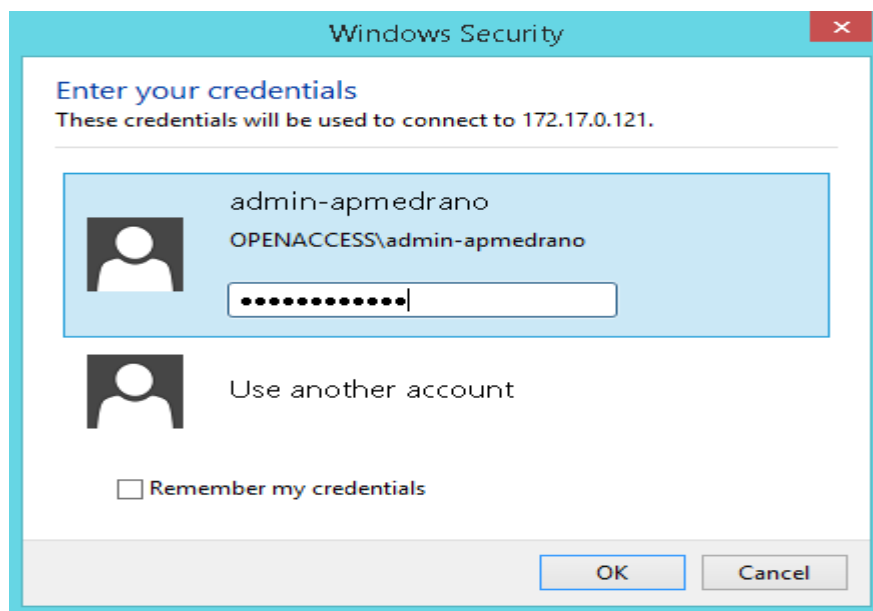 Windows Security
Enter your credentials
These credentials will be used to connect to 172.17.0.121.
admin-apmedrano
OPENACCESS\admin-apmedrano
●●●●●●●●●●●●
Use another account
Remember my credentials
OK Cancel